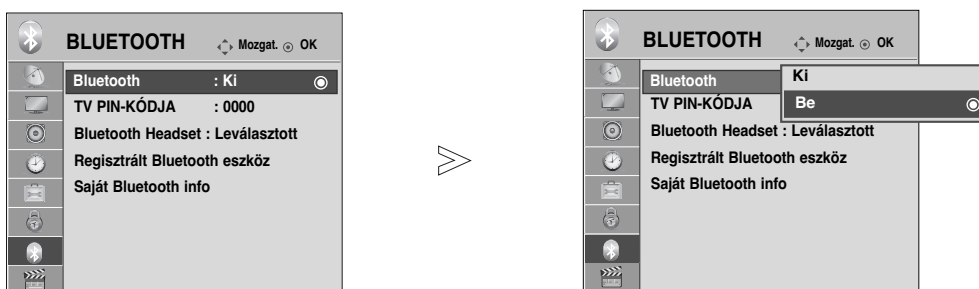 BLUETOOTH Mozgat. OK
Bluetooth : Ki
TV PIN-KÓDJA : 0000
Bluetooth Headset : Leválasztott
Regisztrált Bluetooth eszköz
Saját Bluetooth info
BLUETOOTH Mozgat. OK
Bluetooth
Ki
Be
TV PIN-KÓDJA
Bluetooth Headset : Leválasztott
Regisztrált Bluetooth eszköz
Saját Bluetooth info